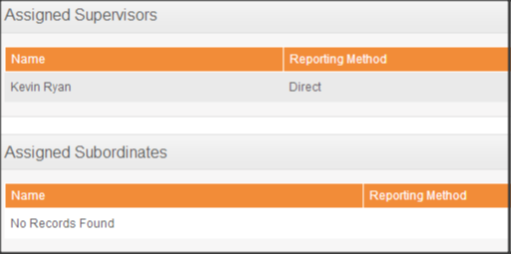 Assigned Supervisors
Name Reporting Method
Kevin Ryan Direct
Assigned Subordinates
Name Reporting Method
No Records Found